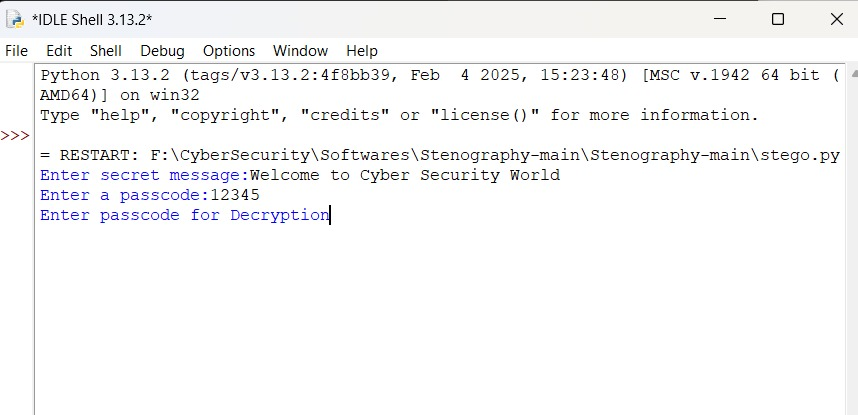 *IDLE Shell 3.13.2*
File Edit Shell Debug Options Window Help
Python 3.13.2 (tags/v3.13.2:4f8bb39, Feb  4 2025, 15:23:48) [MSC v.1942 64 bit (
AMD64)] on win32
Type "help", "copyright", "credits" or "license()" for more information.
>>>
= RESTART: F:\CyberSecurity\Softwares\Stenography-main\Stenography-main\stego.py
Enter secret message:Welcome to Cyber Security World
Enter a passcode:12345
Enter passcode for Decryption